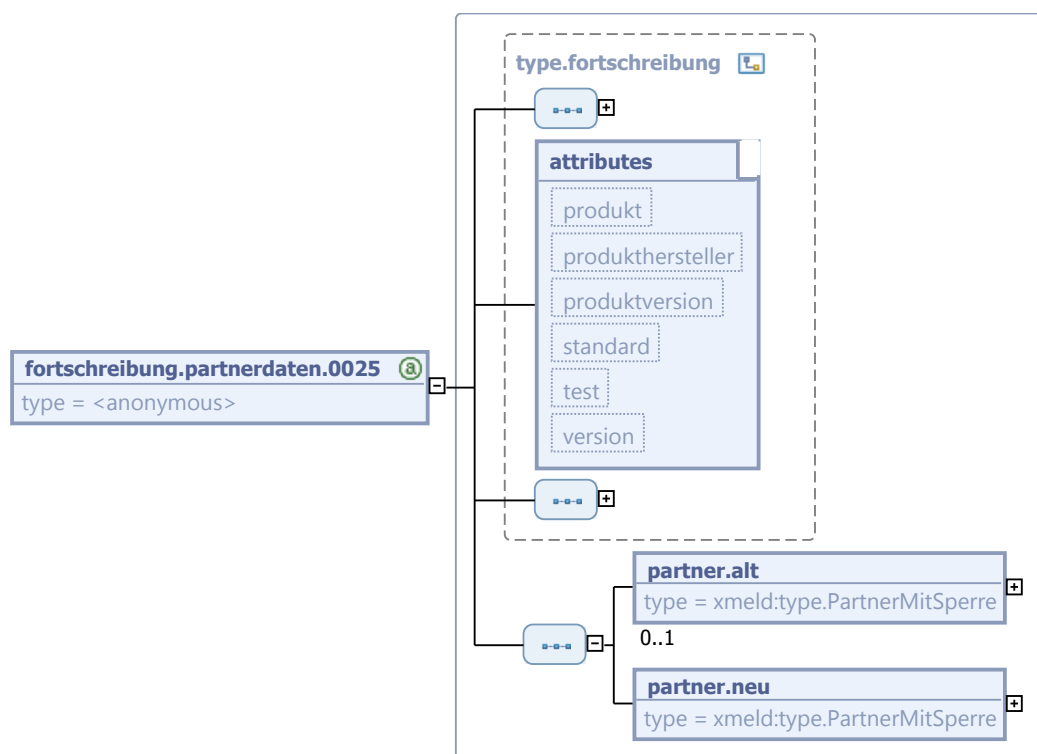 type.fortschreibung
attributes
produkt
produkthersteller
produktversion
standard
test
version
fortschreibung.partnerdaten.0025 @
type = <anonymous>
partner.alt
type = xmeld:type.PartnerMitSperre
0..1
partner.neu
type = xmeld:type.PartnerMitSperre